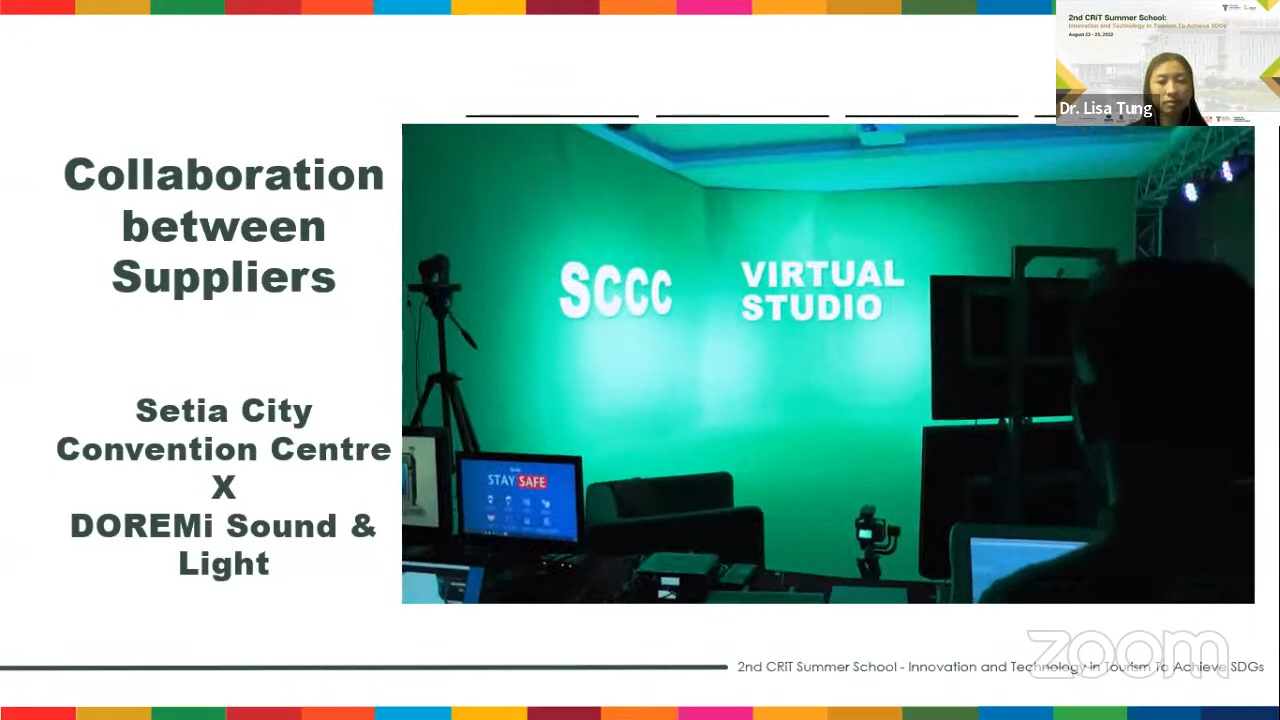 2nd CRiT Summer School:
Innovation and Technology in Tourism To Achieve SDGs
August 23 - 25, 2022
Dr. Lisa Tung
Collaboration
between
Suppliers
SCCC
VIRTUAL
STUDIO
STAY SAFE
Setia City
Convention Centre
X
DOREMi Sound &
Light
zoom
2nd CRiT Summer School - Innovation and Technology in Tourism To Achieve SDGs